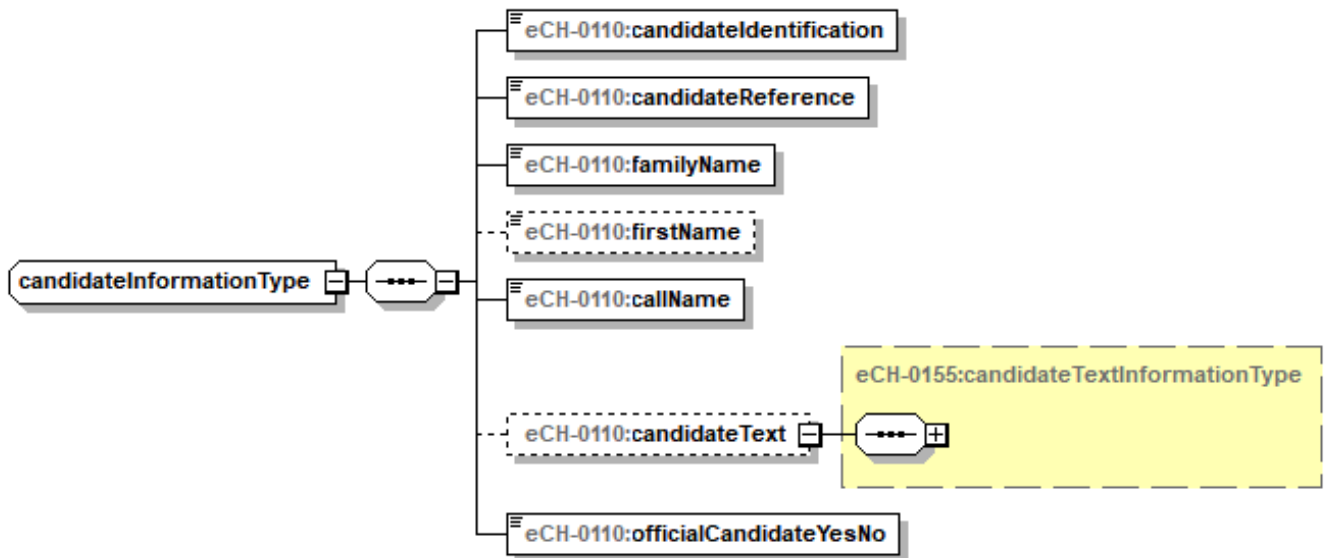 eCH-0110:candidateIdentification
eCH-0110:candidateReference
eCH-0110:familyName
eCH-0110:firstName
candidateInformationType
eCH-0110:callName
eCH-0155:candidateTextInformationType
eCH-0110:candidateText
eCH-0110:officialCandidateYesNo